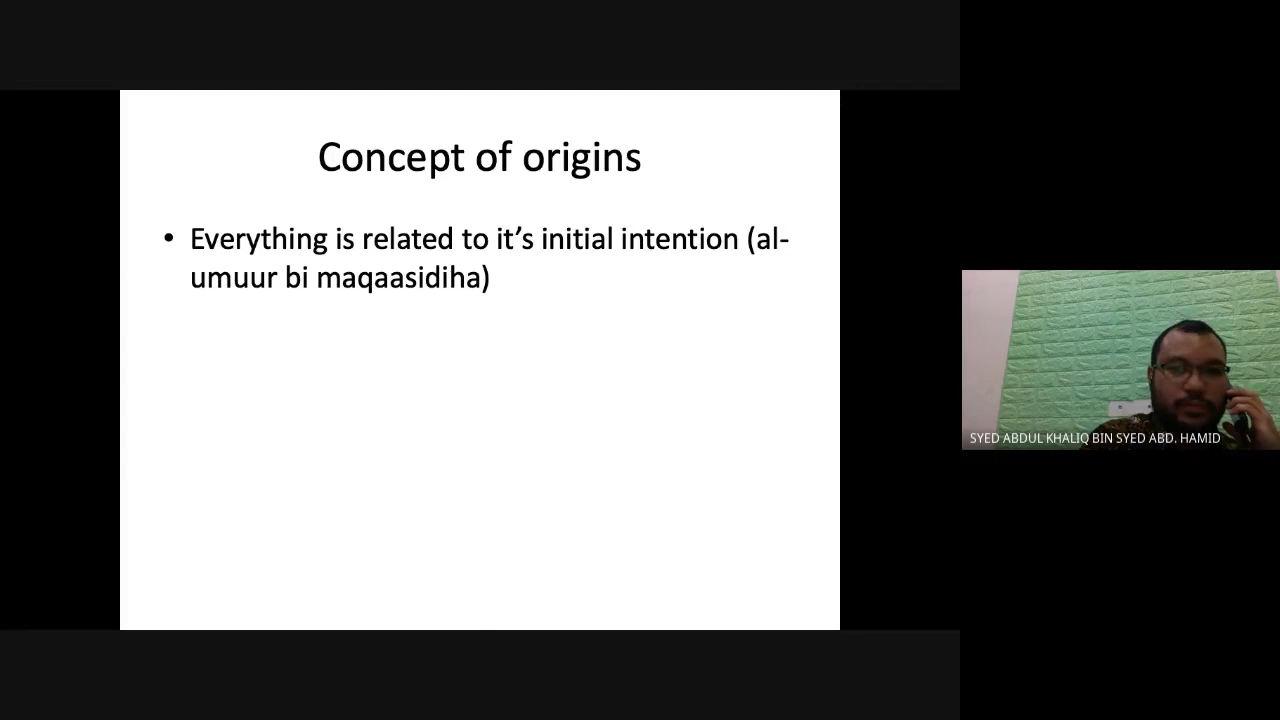 Concept of origins
• Everything is related to it’s initial intention (al-
umuur bi maqaasidiha)
SYED ABDUL KHALIQ BIN SYED ABD. HAMID